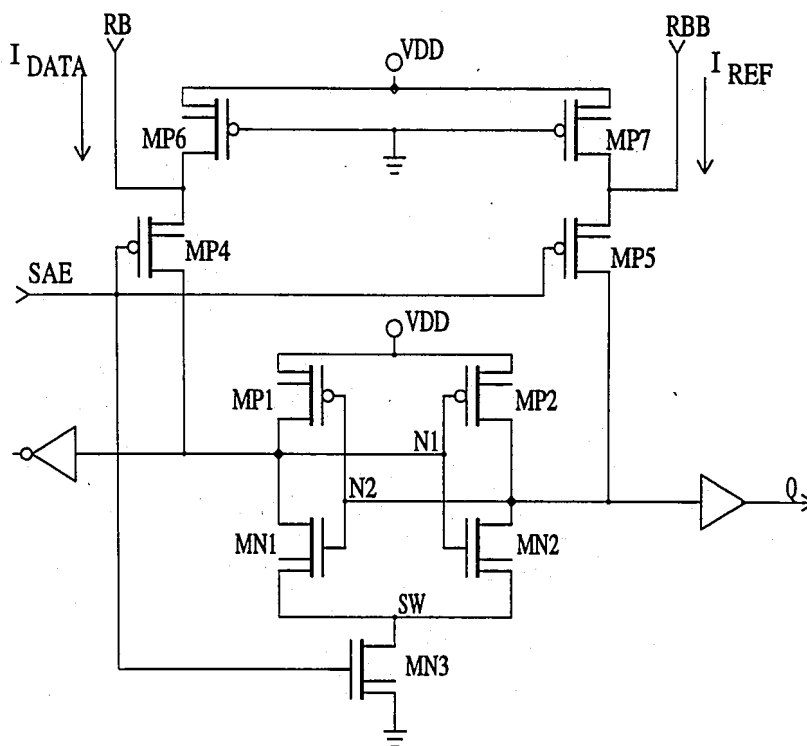 RB
RBB
I DATA
VDD
I REF
MP6
MP7
MP4
MP5
SAE
VDD
MP1
MP2
N1
N2
Q
MN1
MN2
SW
MN3